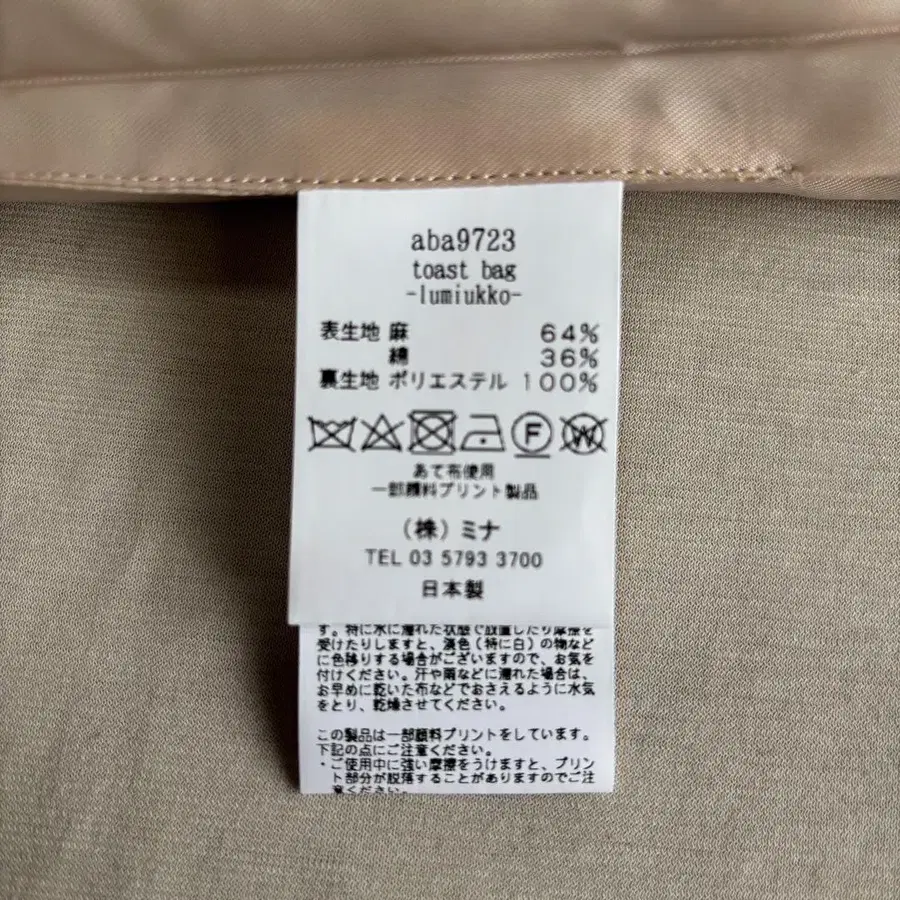 aba9723
toast bag
-lumiukko-
表生地 麻 64%
綿 36%
裏生地 ポリエステル 100%
F W
あて布使用
一部顔料プリント製品
(株)ミナ
TEL 03 5793 3700
日本製
す。特に水に濡れた状態で放置したり摩擦を
受けたりしますと、淡色(特に白)の物など
に色移りする場合がございますので、お気を
付けください。汗や雨などに濡れた場合は、
お早めに乾いた布などでおさえるように水気
をとり、乾燥させてください。
この製品は一部顔料プリントをしています。
下記の点にご注意ください。
・ご使用中に強い摩擦をうけますと、プリン
ト部分が脱落することがありますのでご注
意ください。